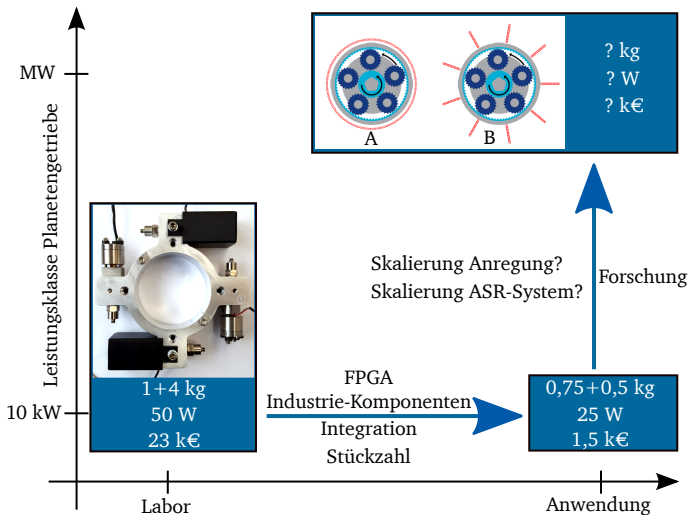 Leistungsklasse Planetengetriebe
MW
10 kW
A
B
? kg
? W
? k€
Skalierung Anregung?
Skalierung ASR-System?
Forschung
1+4 kg
50 W
23 k€
FPGA
Industrie-Komponenten
Integration
Stückzahl
0,75+0,5 kg
25 W
1,5 k€
Labor
Anwendung